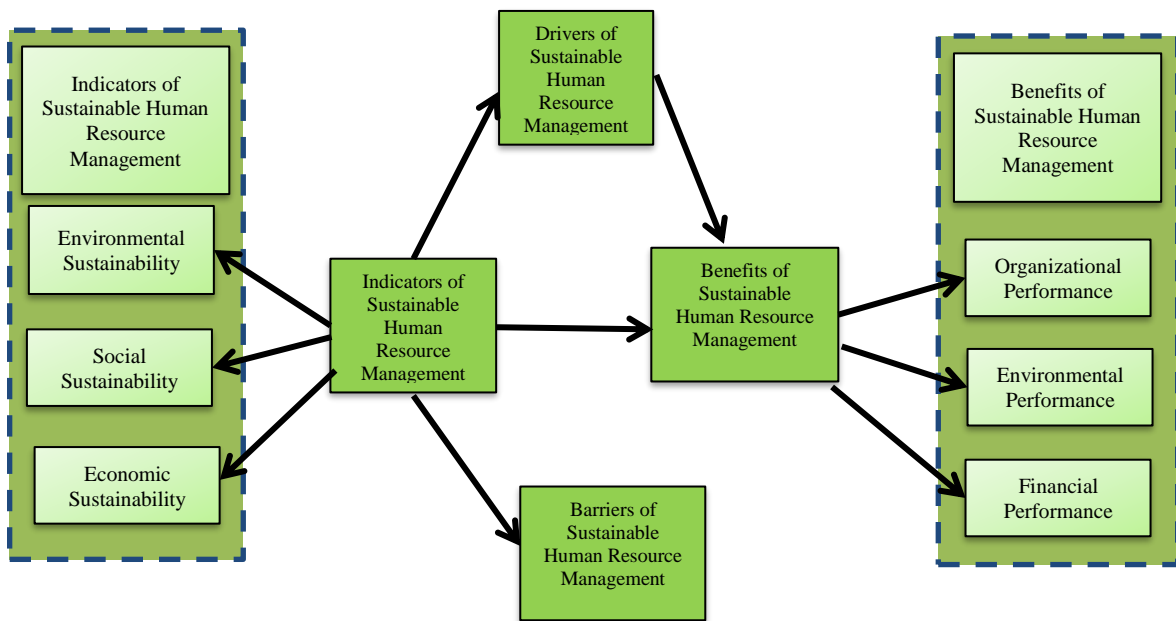 Indicators of
Sustainable Human
Resource
Management
Environmental
Sustainability
Social
Sustainability
Economic
Sustainability
Indicators of
Sustainable
Human
Resource
Management
Drivers of
Sustainable
Human
Resource
Management
Barriers of
Sustainable
Human Resource
Management
Benefits of
Sustainable
Human Resource
Management
Benefits of
Sustainable Human
Resource
Management
Organizational
Performance
Environmental
Performance
Financial
Performance